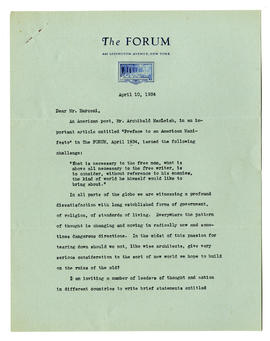 The FORUM
441 LEXINGTON AVENUE, NEW YORK
April 10, 1934
Dear Mr. Marconi,
An American poet, Mr. Archibald MacLeish, in an im-
portant article entitled "Preface to an American Mani-
festo" in The FORUM, April 1934, issued the following
challenge:
"What is necessary to the free man, what is
above all necessary to the free writer, is
to consider, without reference to his enemies,
the kind of world he himself would like to
bring about."
In all parts of the globe we are witnessing a profound
dissatisfaction with long established forms of government,
of religion, of standards of living. Everywhere the pattern
of thought is changing and moving in radically new and some-
times dangerous directions. In the midst of this passion for
tearing down should we not, like wise architects, give very
serious consideration to the sort of new world we hope to build
on the ruins of the old?
I am inviting a number of leaders of thought and action
in different countries to write brief statements entitled